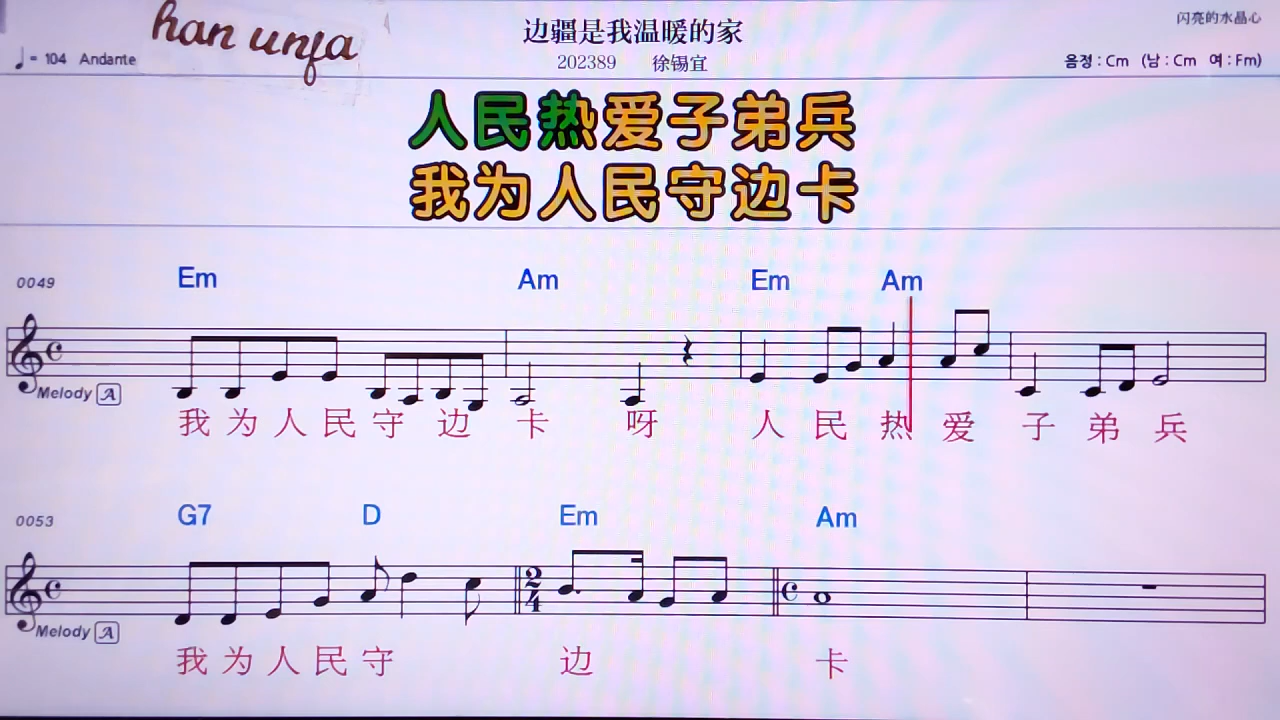 han unja
边疆是我温暖的家
闪亮的水晶心
♩= 104 Andante
202389 徐锡宜
음정 : Cm (남 : Cm 여 : Fm)
人民热爱子弟兵
我为人民守边卡
0049 Em Am Em Am
Melody A
我为人民守边卡呀人民热爱子弟兵
0053 G7 D Em Am
2
4
Melody A
我为人民守边卡